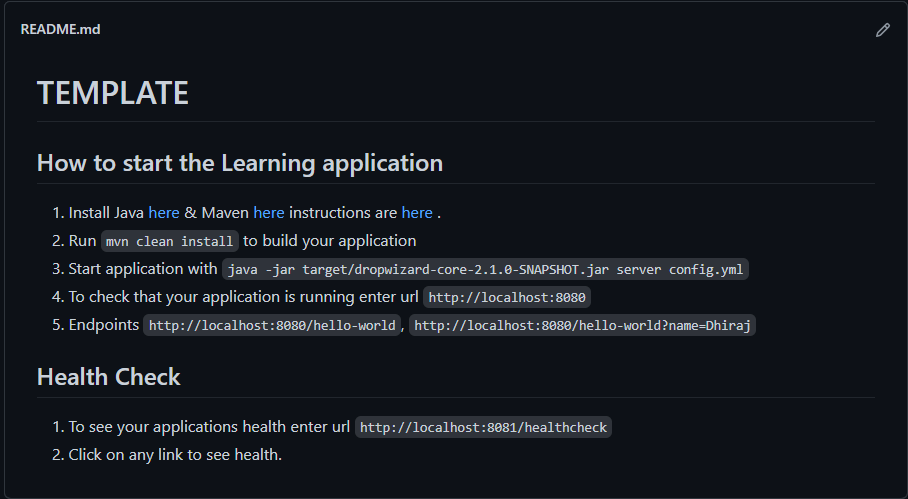 README.md
TEMPLATE
How to start the Learning application
1. Install Java here & Maven here instructions are here .
2. Run mvn clean install to build your application
3. Start application with java -jar target/dropwizard-core-2.1.0-SNAPSHOT.jar server config.yml
4. To check that your application is running enter url http://localhost:8080
5. Endpoints http://localhost:8080/hello-world, http://localhost:8080/hello-world?name=Dhiraj
Health Check
1. To see your applications health enter url http://localhost:8081/healthcheck
2. Click on any link to see health.